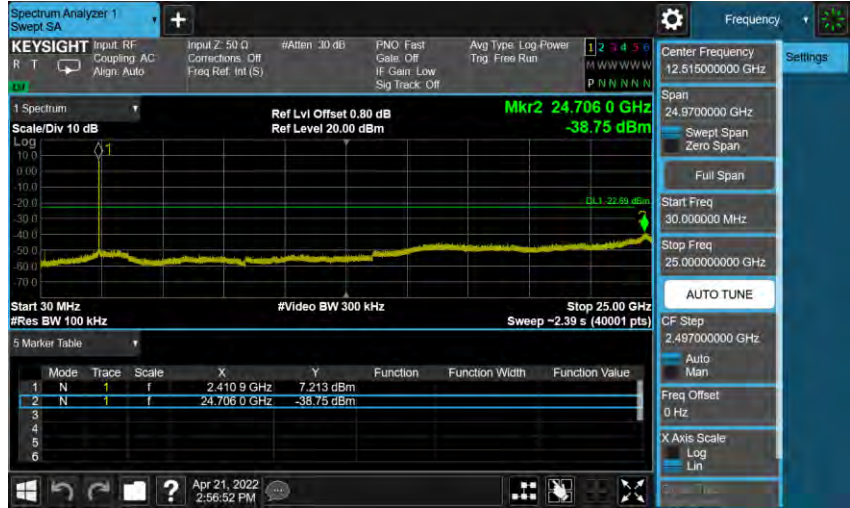 Spectrum Analyzer 1
Swept SA
+
Frequency
KEYSIGHT
R T
Input: RF
Coupling: AC
Align: Auto
Input Z: 50 Ω
Corrections: Off
Freq Ref: Int (S)
#Atten: 30 dB
PNO: Fast
Gate: Off
IF Gain: Low
Sig Track: Off
Avg Type: Log-Power
Trig: Free Run
1 2 3 4 5 6
M W W W W W
P N N N N N
1 Spectrum
Scale/Div 10 dB
Ref Lvl Offset 0.80 dB
Ref Level 20.00 dBm
Mkr2 24.706 0 GHz
-38.75 dBm
Log
10.0
0.00
-10.0
-20.0
-30.0
-40.0
-50.0
-60.0
-70.0
1
DL1 -22.69 dBm
2
Start 30 MHz
#Res BW 100 kHz
#Video BW 300 kHz
Stop 25.00 GHz
Sweep ~2.39 s (40001 pts)
5 Marker Table
Mode Trace Scale X Y Function Function Width Function Value
1 N 1 f 2.410 9 GHz 7.213 dBm
2 N 1 f 24.706 0 GHz -38.75 dBm
3
4
5
6
Center Frequency
12.515000000 GHz
Settings
Span
24.9700000 GHz
Swept Span
Zero Span
Full Span
Start Freq
30.000000 MHz
Stop Freq
25.000000000 GHz
AUTO TUNE
CF Step
2.497000000 GHz
Auto
Man
Freq Offset
0 Hz
X Axis Scale
Log
Lin
?
Apr 21, 2022
2:56:52 PM